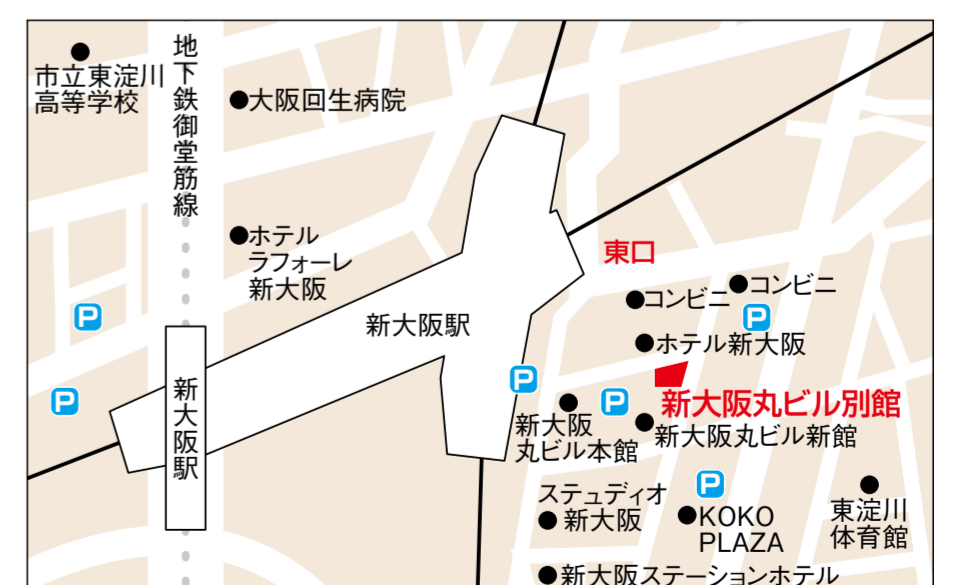 市立東淀川
高等学校
地下鉄御堂筋線
大阪回生病院
ホテル
ラフォーレ
新大阪
東口
コンビニ
コンビニ
P
P
新大阪駅
ホテル新大阪
P
P
P
新大阪駅
新大阪丸ビル別館
新大阪
丸ビル本館
新大阪丸ビル新館
P
ステュディオ
新大阪
KOKO
PLAZA
東淀川
体育館
新大阪ステーションホテル